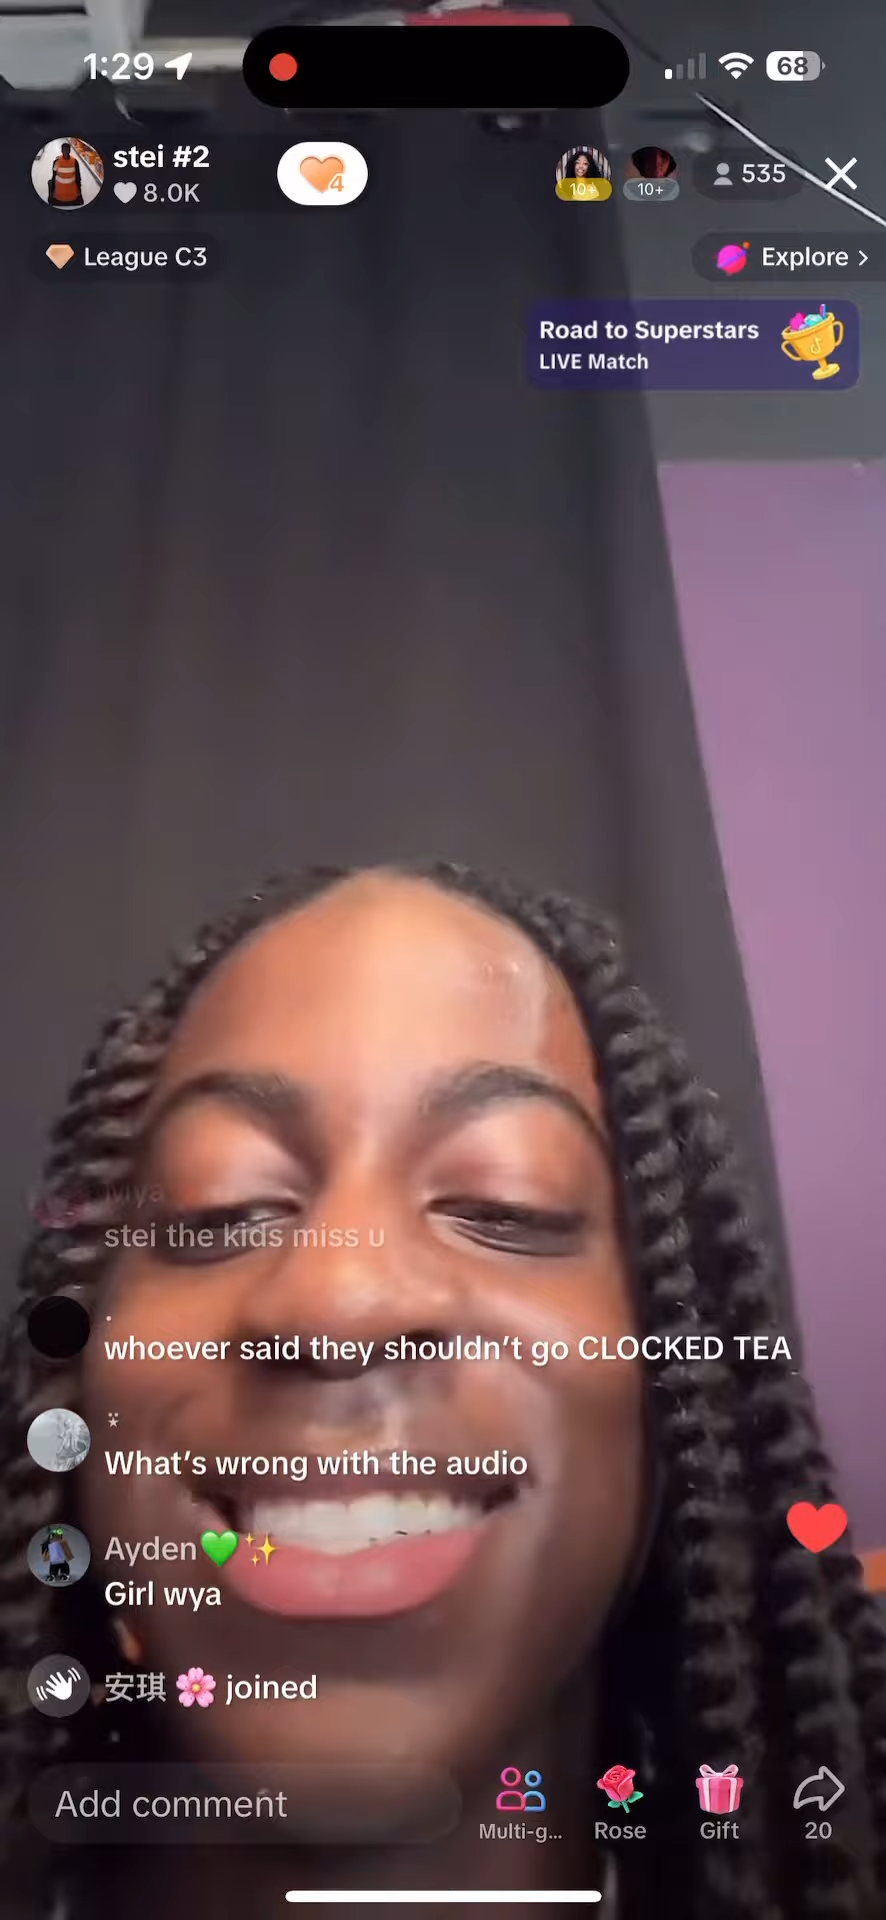 1:29
68
stei #2
8.0K
4
10+
10+
535
League C3
Explore >
Road to Superstars
LIVE Match
Mya
stei the kids miss u
.
whoever said they shouldn't go CLOCKED TEA
What's wrong with the audio
Ayden💚✨
Girl wya
安琪 🌸 joined
Add comment
Multi-g...
Rose
Gift
20